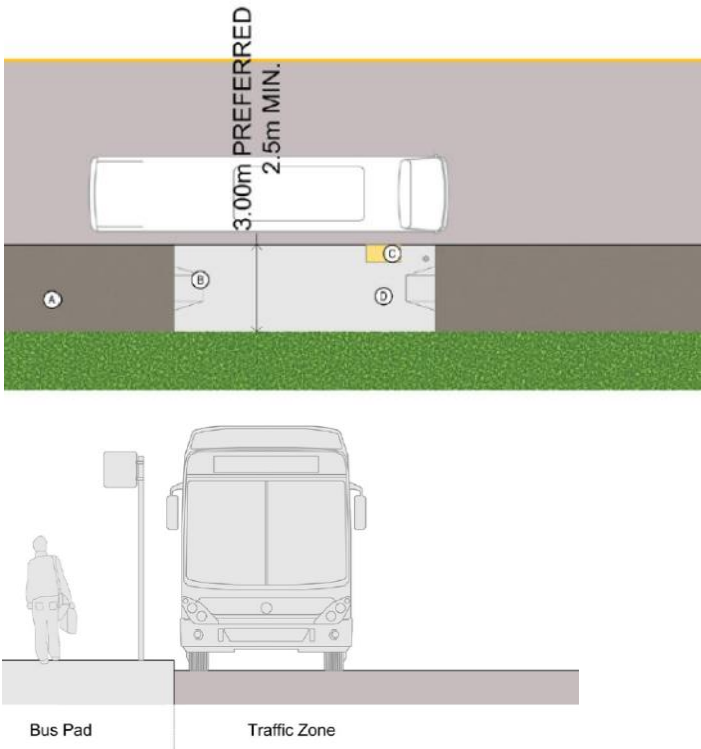 3.00m PREFERRED
2.5m MIN.
C
B
D
A
Bus Pad
Traffic Zone